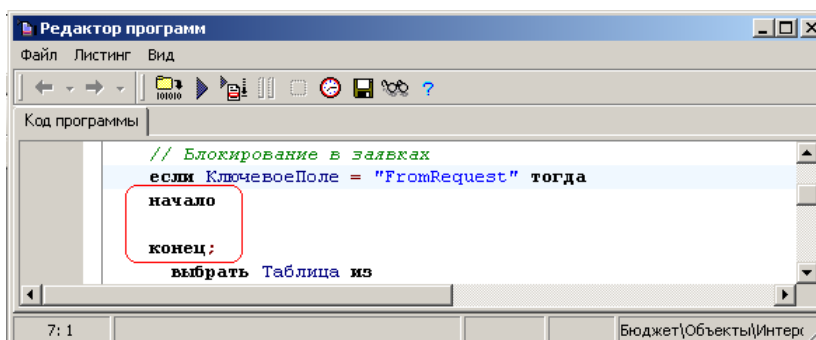 Редактор программ
Файл Листинг Вид
Код программы
// Блокирование в заявках
если КлючевоеПоле = "FromRequest" тогда
начало
конец;
выбрать Таблица из
7: 1
Бюджет\Объекты\Интерс